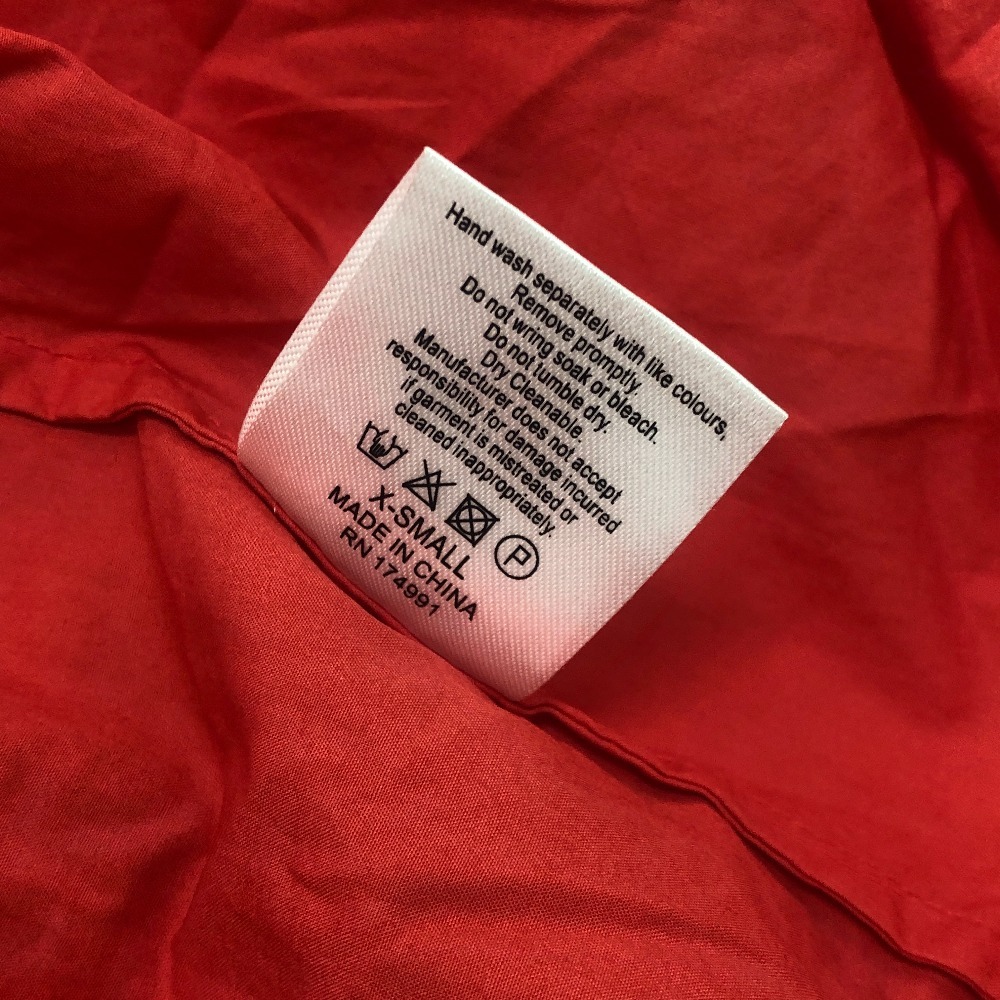 Hand wash separately with like colours,
Remove promptly.
Do not wring soak or bleach.
Do not tumble dry.
Dry Cleanable.
Manufacturer does not accept
responsibility for damage incurred
if garment is mistreated or
cleaned inappropriately.
P
X-SMALL
MADE IN CHINA
RN 174991